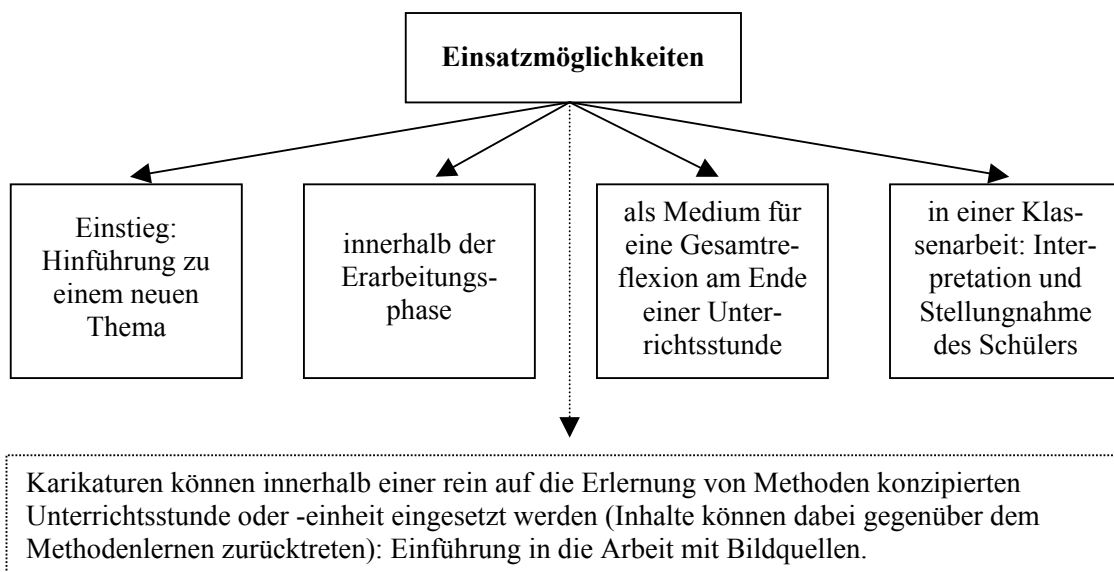 Einsatzmöglichkeiten
Einstieg:
Hinführung zu
einem neuen
Thema
innerhalb der
Erarbeitungs-
phase
als Medium für
eine Gesamtre-
flexion am Ende
einer Unter-
richtsstunde
in einer Klas-
senarbeit: Inter-
pretation und
Stellungnahme
des Schülers
Karikaturen können innerhalb einer rein auf die Erlernung von Methoden konzipierten
Unterrichtsstunde oder -einheit eingesetzt werden (Inhalte können dabei gegenüber dem
Methodenlernen zurücktreten): Einführung in die Arbeit mit Bildquellen.